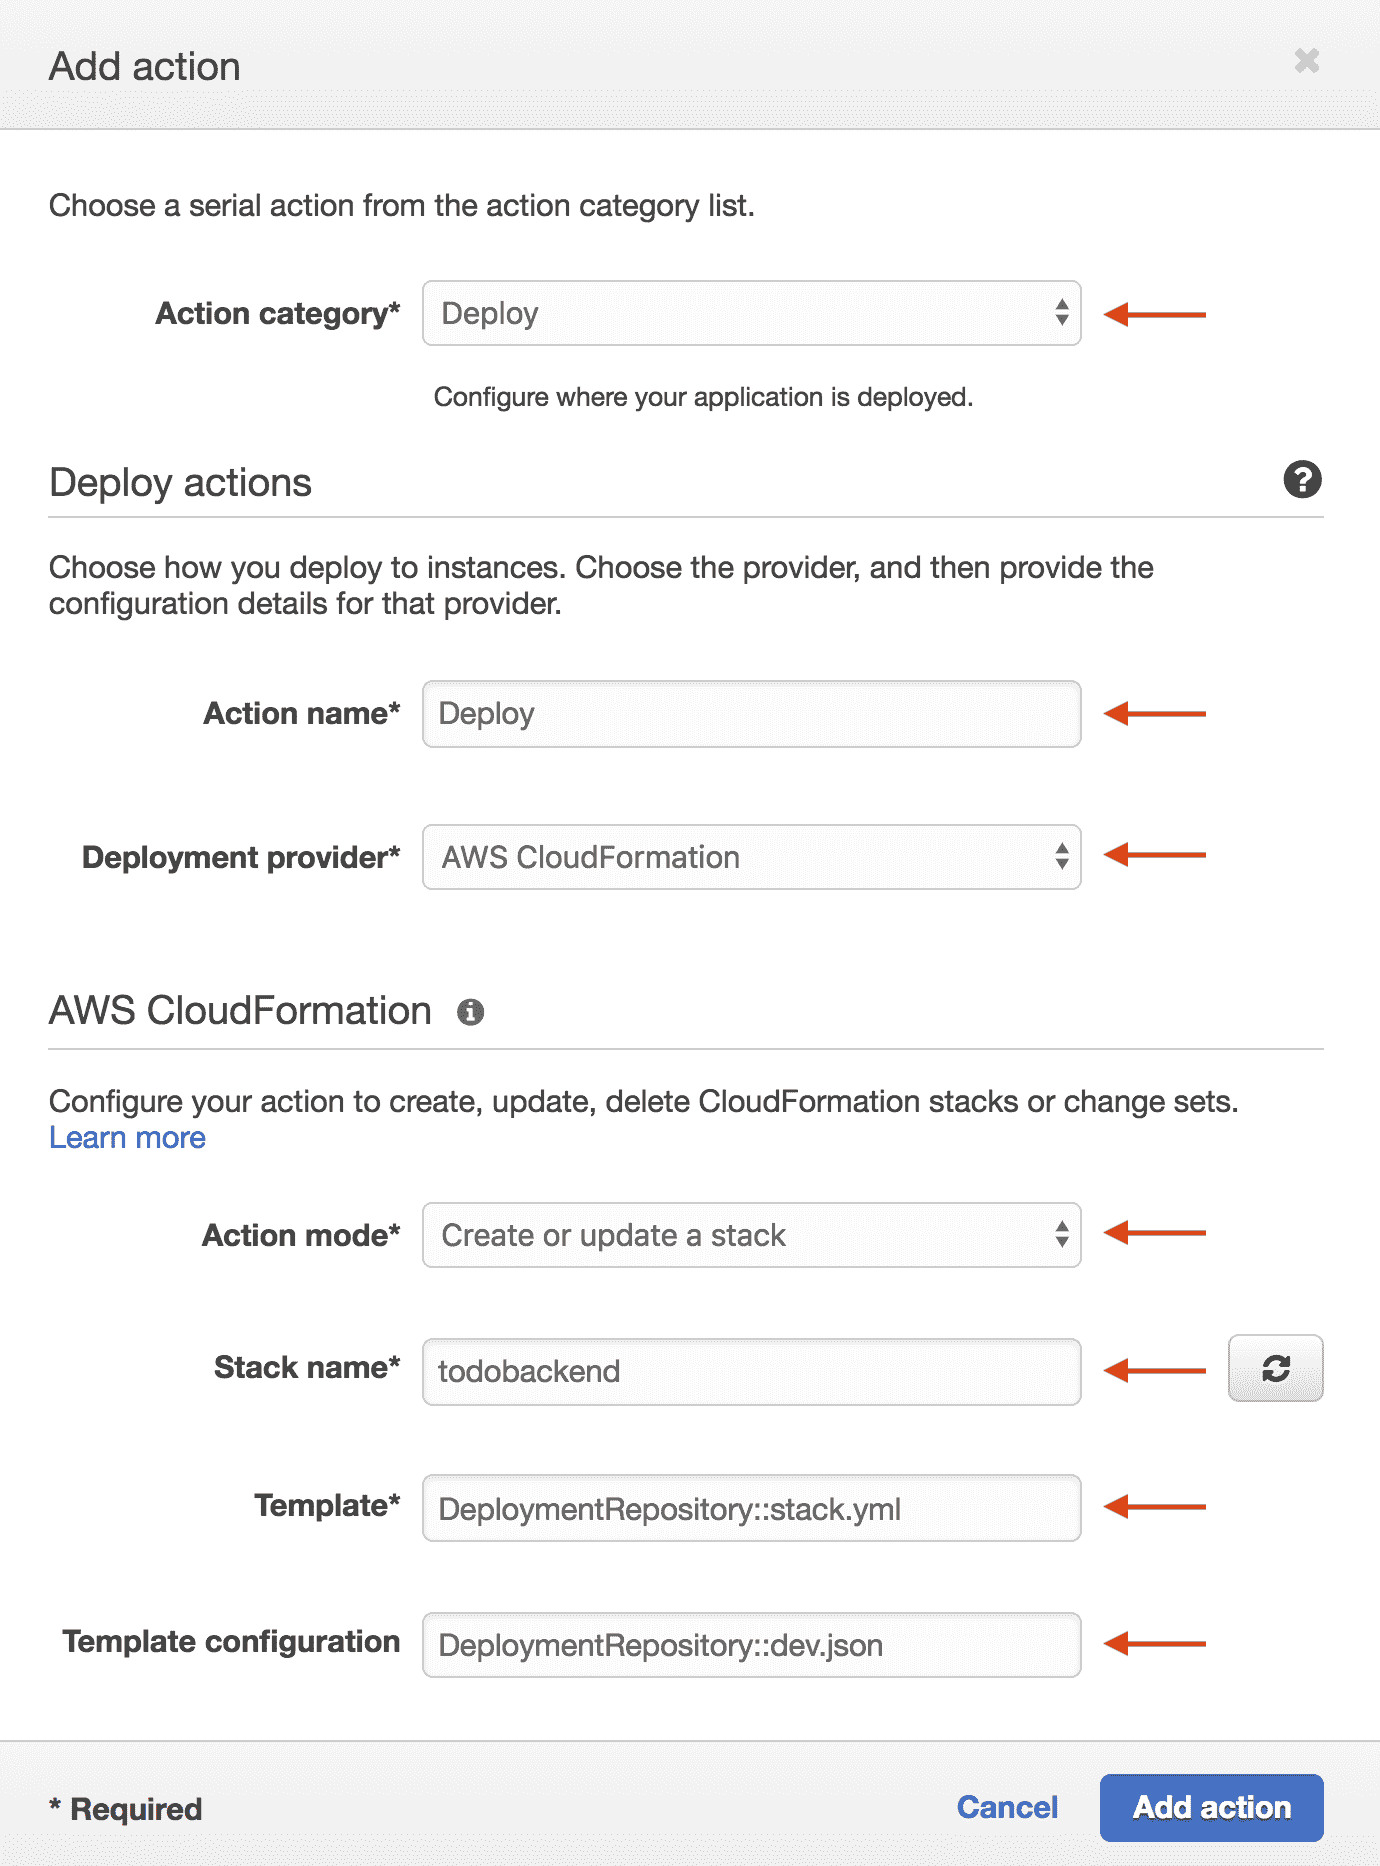 Add action
Choose a serial action from the action category list.
Action category* Deploy
Configure where your application is deployed.
Deploy actions
Choose how you deploy to instances. Choose the provider, and then provide the
configuration details for that provider.
Action name* Deploy
Deployment provider* AWS CloudFormation
AWS CloudFormation
Configure your action to create, update, delete CloudFormation stacks or change sets.
Learn more
Action mode* Create or update a stack
Stack name* todobackend
Template* DeploymentRepository::stack.yml
Template configuration DeploymentRepository::dev.json
* Required Cancel Add action